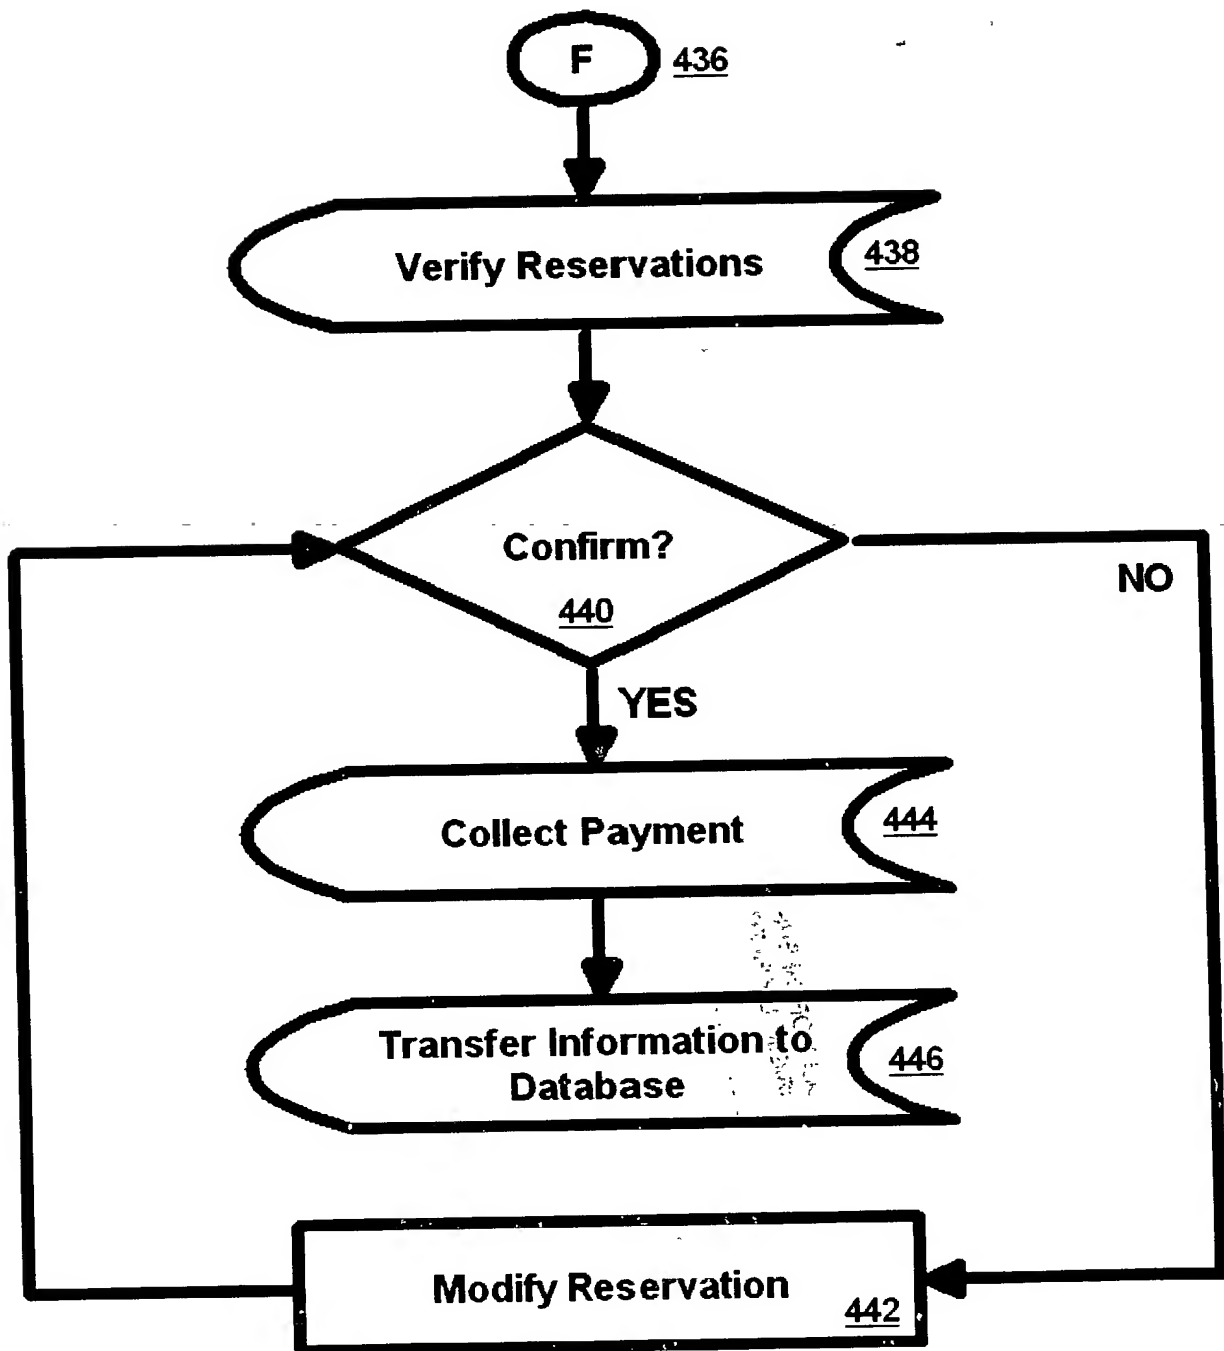 F 436
Verify Reservations 438
Confirm?
440
NO
YES
Collect Payment 444
Transfer Information to
Database
446
Modify Reservation
442